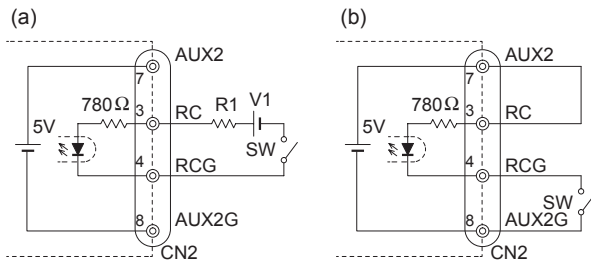 (a)
AUX2
7
780Ω
3
RC
R1
V1
5V
SW
4
RCG
8
AUX2G
CN2
(b)
AUX2
7
780Ω
3
RC
5V
4
RCG
SW
8
AUX2G
CN2